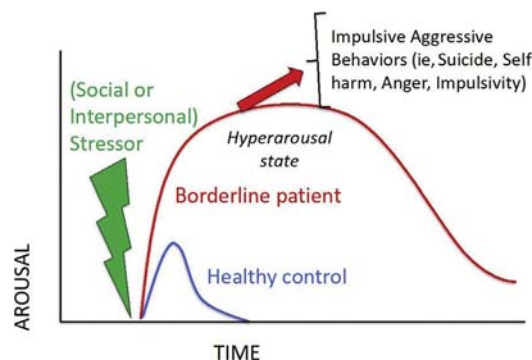 Impulsive Aggressive
Behaviors (ie, Suicide, Self
harm, Anger, Impulsivity)
(Social or
Interpersonal)
Stressor
Hyperarousal
state
Borderline patient
Healthy control
AROUSAL
TIME